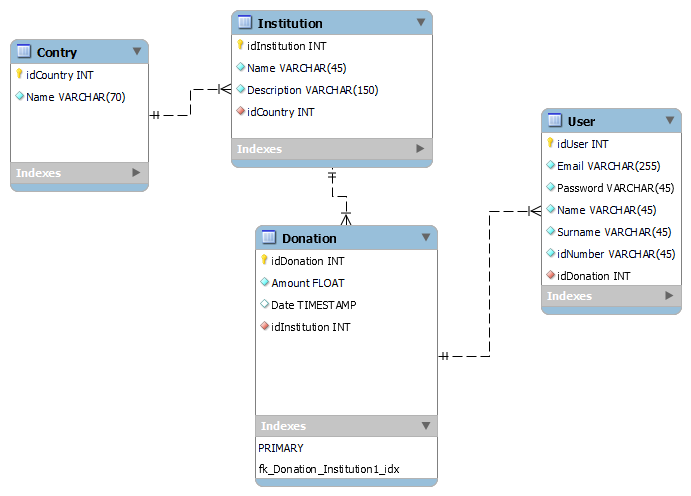 Contry
idCountry INT
Name VARCHAR(70)
Indexes
Institution
idInstitution INT
Name VARCHAR(45)
Description VARCHAR(150)
idCountry INT
Indexes
Donation
idDonation INT
Amount FLOAT
Date TIMESTAMP
idInstitution INT
Indexes
PRIMARY
fk_Donation_Institution1_idx
User
idUser INT
Email VARCHAR(255)
Password VARCHAR(45)
Name VARCHAR(45)
Surname VARCHAR(45)
idNumber VARCHAR(45)
idDonation INT
Indexes